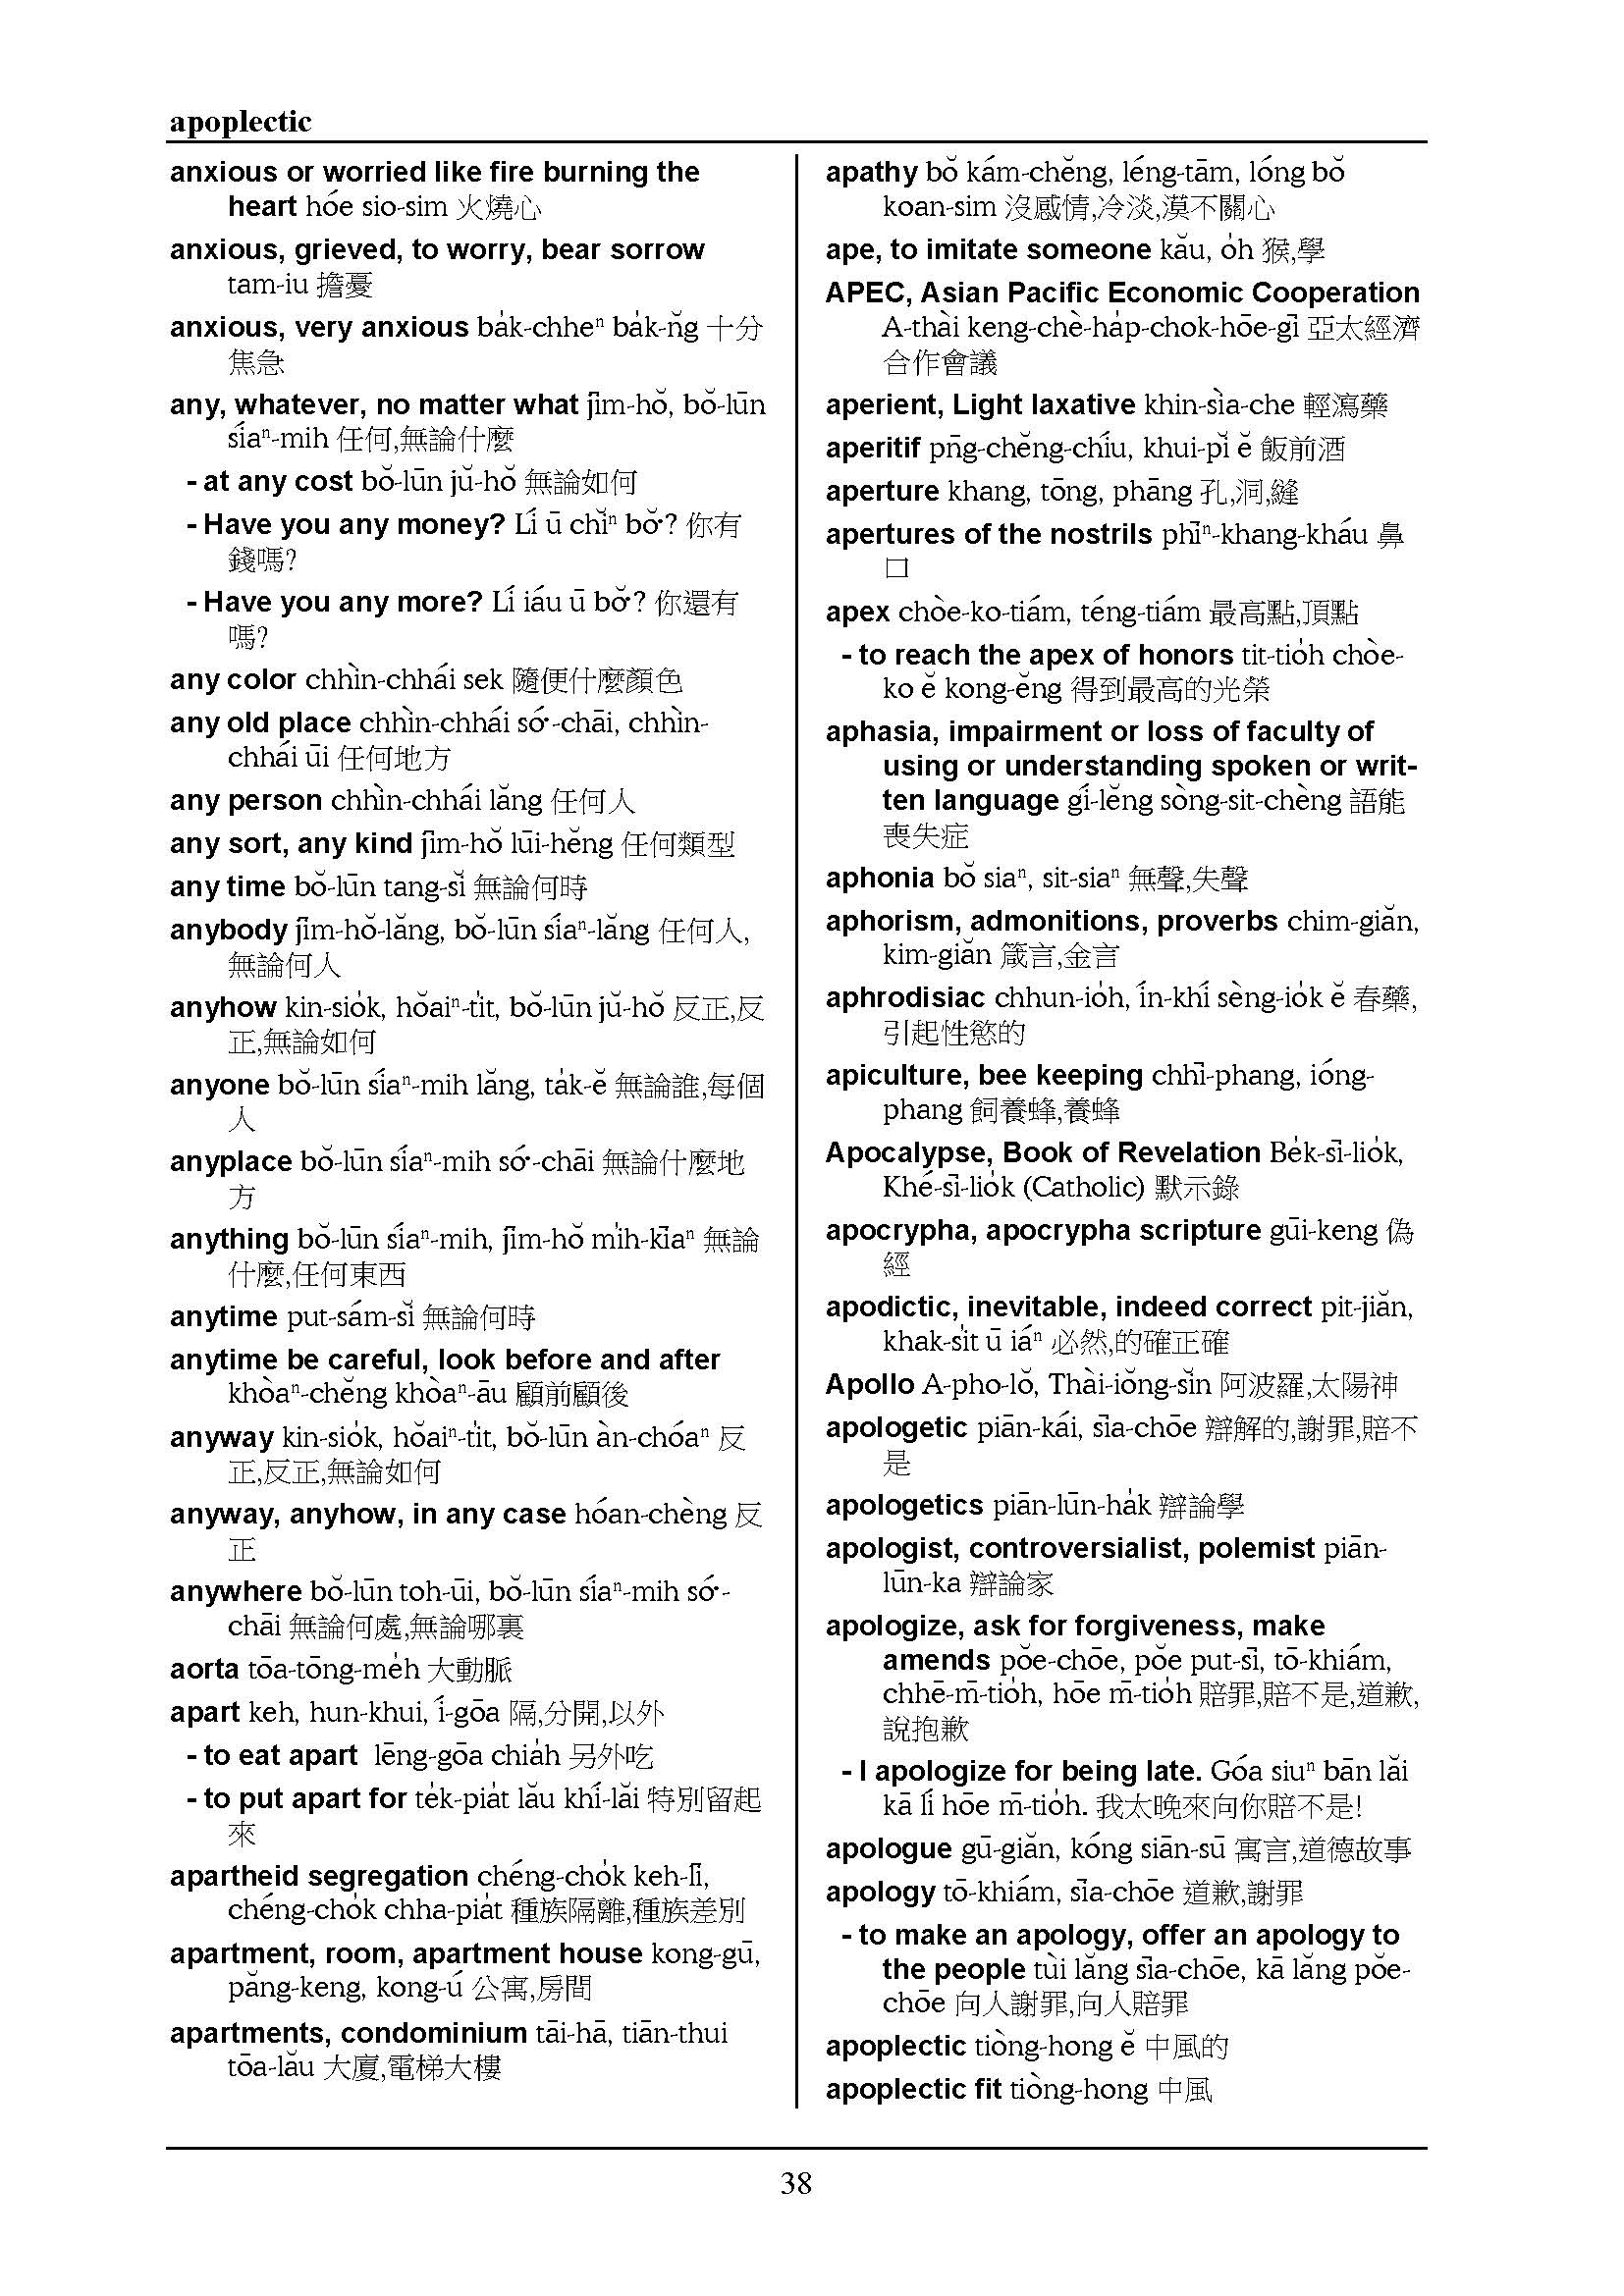 apoplectic
anxious or worried like fire burning the
heart hóe sio-sim 火燒心
anxious, grieved, to worry, bear sorrow
tam-iu 擔憂
anxious, very anxious ba̍k-chheⁿ ba̍k-n̆g 十分
焦急
any, whatever, no matter what jīm-hŏ, bŏ-lūn
síaⁿ-mih 任何,無論什麼
- at any cost bŏ-lūn jŭ-hŏ 無論如何
- Have you any money? Lí ū chĭⁿ bŏ͘? 你有
錢嗎?
- Have you any more? Lí iáu ū bŏ͘? 你還有
嗎?
any color chhìn-chhái sek 隨便什麼顏色
any old place chhìn-chhái só͘-chāi, chhìn-
chhái ūi 任何地方
any person chhìn-chhái lăng 任何人
any sort, any kind jīm-hŏ lūi-hĕng 任何類型
any time bŏ-lūn tang-sĭ 無論何時
anybody jīm-hŏ-lăng, bŏ-lūn síaⁿ-lăng 任何人,
無論何人
anyhow kin-sio̍k, hŏaiⁿ-ti̍t, bŏ-lūn jŭ-hŏ 反正,反
正,無論如何
anyone bŏ-lūn síaⁿ-mih lăng, ta̍k-ĕ 無論誰,每個
人
anyplace bŏ-lūn síaⁿ-mih só͘-chāi 無論什麼地
方
anything bŏ-lūn síaⁿ-mih, jīm-hŏ mi̍h-kīaⁿ 無論
什麼,任何東西
anytime put-sám-sĭ 無論何時
anytime be careful, look before and after
khòaⁿ-chĕng khòaⁿ-āu 顧前顧後
anyway kin-sio̍k, hŏaiⁿ-ti̍t, bŏ-lūn àn-chóaⁿ 反
正,反正,無論如何
anyway, anyhow, in any case hóan-chèng 反
正
anywhere bŏ-lūn toh-ūi, bŏ-lūn síaⁿ-mih só͘-
chāi 無論何處,無論哪裏
aorta tōa-tōng-me̍h 大動脈
apart keh, hun-khui, í-gōa 隔,分開,以外
- to eat apart lēng-gōa chia̍h 另外吃
- to put apart for te̍k-pia̍t lău khí-lăi 特別留起
來
apartheid segregation chéng-cho̍k keh-lī,
chéng-cho̍k chha-pia̍t 種族隔離,種族差別
apartment, room, apartment house kong-gū,
păng-keng, kong-ú 公寓,房間
apartments, condominium tāi-hā, tiān-thui
tōa-lău 大廈,電梯大樓
apathy bŏ kám-chĕng, léng-tām, lóng bŏ
koan-sim 沒感情,冷淡,漠不關心
ape, to imitate someone kău, o̍h 猴,學
APEC, Asian Pacific Economic Cooperation
A-thài keng-chè-ha̍p-chok-hōe-gī 亞太經濟
合作會議
aperient, Light laxative khin-sìa-che 輕瀉藥
aperitif pn̄g-chĕng-chíu, khui-pĭ ĕ 飯前酒
aperture khang, tōng, phāng 孔,洞,縫
apertures of the nostrils phīⁿ-khang-kháu 鼻
口
apex chòe-ko-tiám, téng-tiám 最高點,頂點
- to reach the apex of honors tit-tio̍h chòe-
ko ĕ kong-ĕng 得到最高的光榮
aphasia, impairment or loss of faculty of
using or understanding spoken or writ-
ten language gí-lĕng sòng-sit-chèng 語能
喪失症
aphonia bŏ siaⁿ, sit-siaⁿ 無聲,失聲
aphorism, admonitions, proverbs chim-giăn,
kim-giăn 箴言,金言
aphrodisiac chhun-io̍h, ín-khí sèng-io̍k ĕ 春藥,
引起性慾的
apiculture, bee keeping chhī-phang, ióng-
phang 飼養蜂,養蜂
Apocalypse, Book of Revelation Be̍k-sī-lio̍k,
Khé-sī-lio̍k (Catholic) 默示錄
apocrypha, apocrypha scripture gūi-keng 偽
經
apodictic, inevitable, indeed correct pit-jiăn,
khak-si̍t ū iáⁿ 必然,的確正確
Apollo A-pho-lŏ, Thài-iŏng-sĭn 阿波羅,太陽神
apologetic piān-kái, sīa-chōe 辯解的,謝罪,賠不
是
apologetics piān-lūn-ha̍k 辯論學
apologist, controversialist, polemist piān-
lūn-ka 辯論家
apologize, ask for forgiveness, make
amends pŏe-chōe, pŏe put-sī, tō-khiám,
chhē-m̄-tio̍h, hōe m̄-tio̍h 賠罪,賠不是,道歉,
說抱歉
- I apologize for being late. Góa siuⁿ bān lăi
kā lí hōe m̄-tio̍h. 我太晚來向你賠不是!
apologue gū-giăn, kóng siān-sū 寓言,道德故事
apology tō-khiám, sīa-chōe 道歉,謝罪
- to make an apology, offer an apology to
the people tùi lăng sīa-chōe, kā lăng pŏe-
chōe 向人謝罪,向人賠罪
apoplectic tiòng-hong ĕ 中風的
apoplectic fit tiòng-hong 中風
38